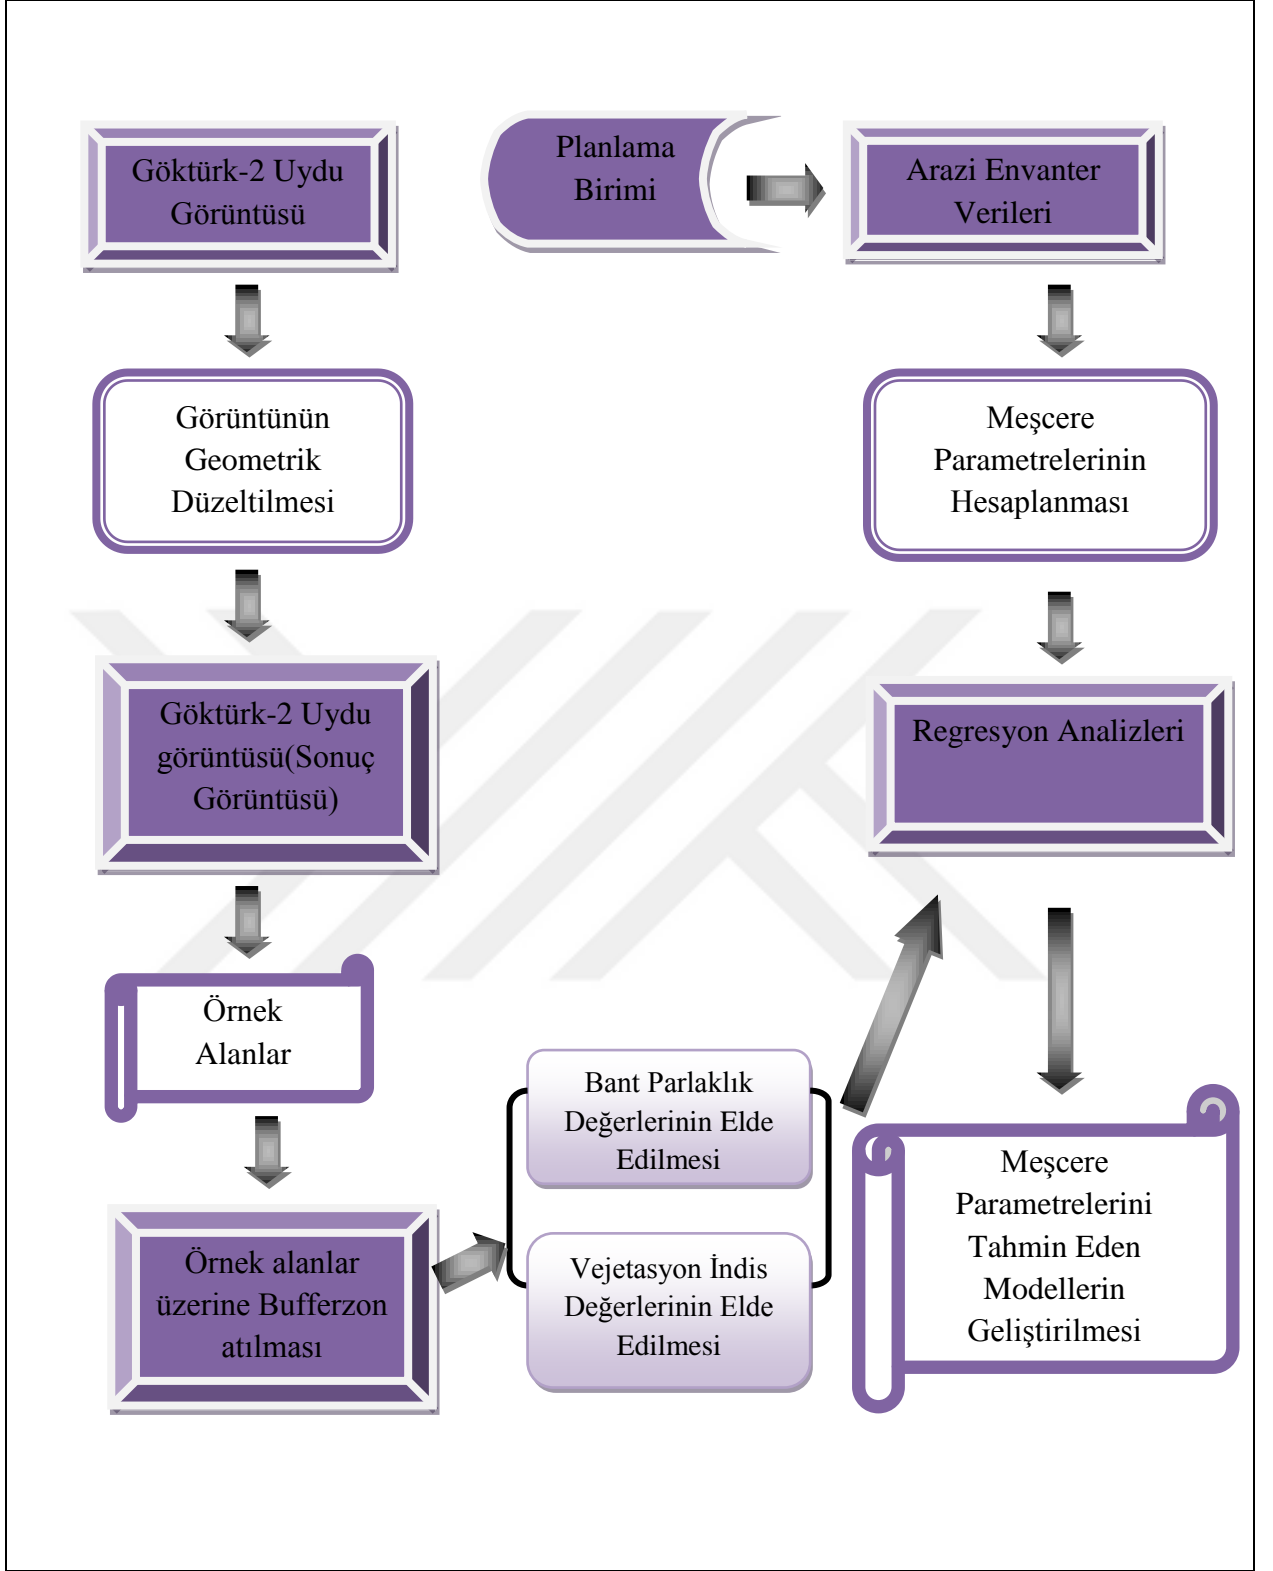 Göktürk-2 Uydu
Görüntüsü
Planlama
Birimi
Arazi Envanter
Verileri
Görüntünün
Geometrik
Düzeltilmesi
Meşcere
Parametrelerinin
Hesaplanması
Göktürk-2 Uydu
görüntüsü(Sonuç
Görüntüsü)
Regresyon Analizleri
Örnek
Alanlar
Örnek alanlar
üzerine Bufferzon
atılması
Bant Parlaklık
Değerlerinin Elde
Edilmesi
Vejetasyon İndis
Değerlerinin Elde
Edilmesi
Meşcere
Parametrelerini
Tahmin Eden
Modellerin
Geliştirilmesi